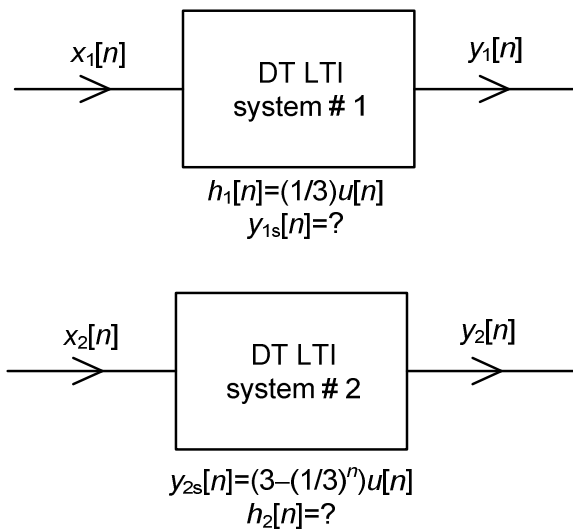 x₁[n]
y₁[n]
DT LTI
system # 1
h₁[n]=(1/3)u[n]
y₁ₛ[n]=?
x₂[n]
y₂[n]
DT LTI
system # 2
y₂ₛ[n]=(3–(1/3)ⁿ)u[n]
h₂[n]=?